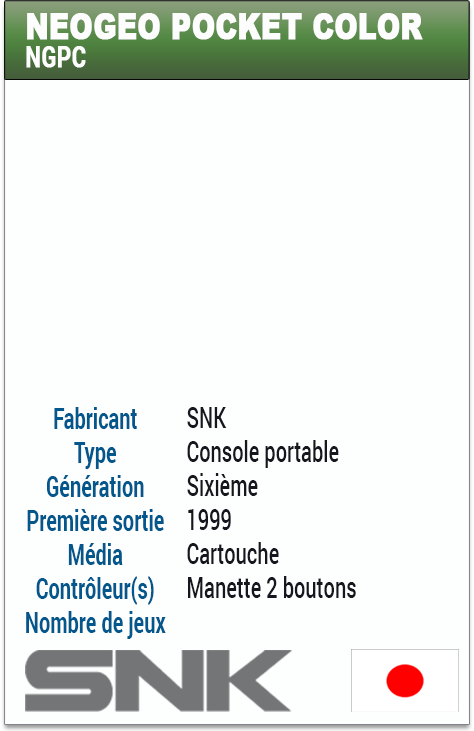 NEOGEO POCKET COLOR
NGPC
Fabricant SNK
Type Console portable
Génération Sixième
Première sortie 1999
Média Cartouche
Contrôleur(s) Manette 2 boutons
Nombre de jeux
SNK